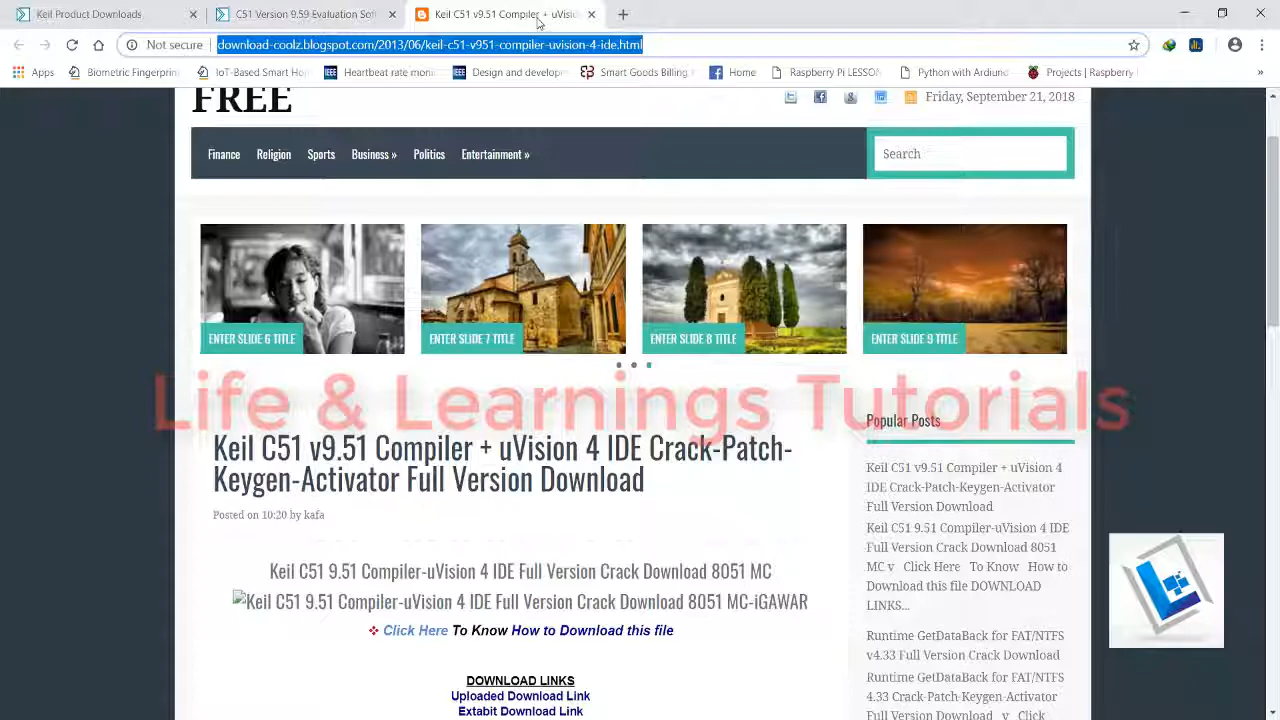 Keil Product Downloads
C51 Version 9.59 Evaluation Soft
Keil C51 v9.51 Compiler + uVisi
Not secure
download-coolz.blogspot.com/2013/06/keil-c51-v951-compiler-uvision-4-ide.html
Apps
Biometric Fingerprin
IoT-Based Smart Hom
Heartbeat rate moni
Design and develop
Smart Goods Billing
Home
Raspberry Pi LESSO
Python with Ardiun
Projects | Raspberry
»
FREE
Friday, September 21, 2018
Finance
Religion
Sports
Business »
Politics
Entertainment »
Search
ENTER SLIDE 6 TITLE
ENTER SLIDE 7 TITLE
ENTER SLIDE 8 TITLE
ENTER SLIDE 9 TITLE
Life & Learnings Tutorials
Keil C51 v9.51 Compiler + uVision 4 IDE Crack-Patch-
Keygen-Activator Full Version Download
Posted on 10:20 by kafa
Keil C51 9.51 Compiler-uVision 4 IDE Full Version Crack Download 8051 MC
Keil C51 9.51 Compiler-uVision 4 IDE Full Version Crack Download 8051 MC-iGAWAR
❖ Click Here To Know How to Download this file
DOWNLOAD LINKS
Uploaded Download Link
Extabit Download Link
Popular Posts
Keil C51 v9.51 Compiler + uVision 4
IDE Crack-Patch-Keygen-Activator
Full Version Download
Keil C51 9.51 Compiler-uVision 4 IDE
Full Version Crack Download 8051
MC v Click Here To Know How to
Download this file DOWNLOAD
LINKS...
Runtime GetDataBack for FAT/NTFS
v4.33 Full Version Crack Download
Runtime GetDataBack for FAT/NTFS
4.33 Crack-Patch-Keygen-Activator
Full Version Download v Click